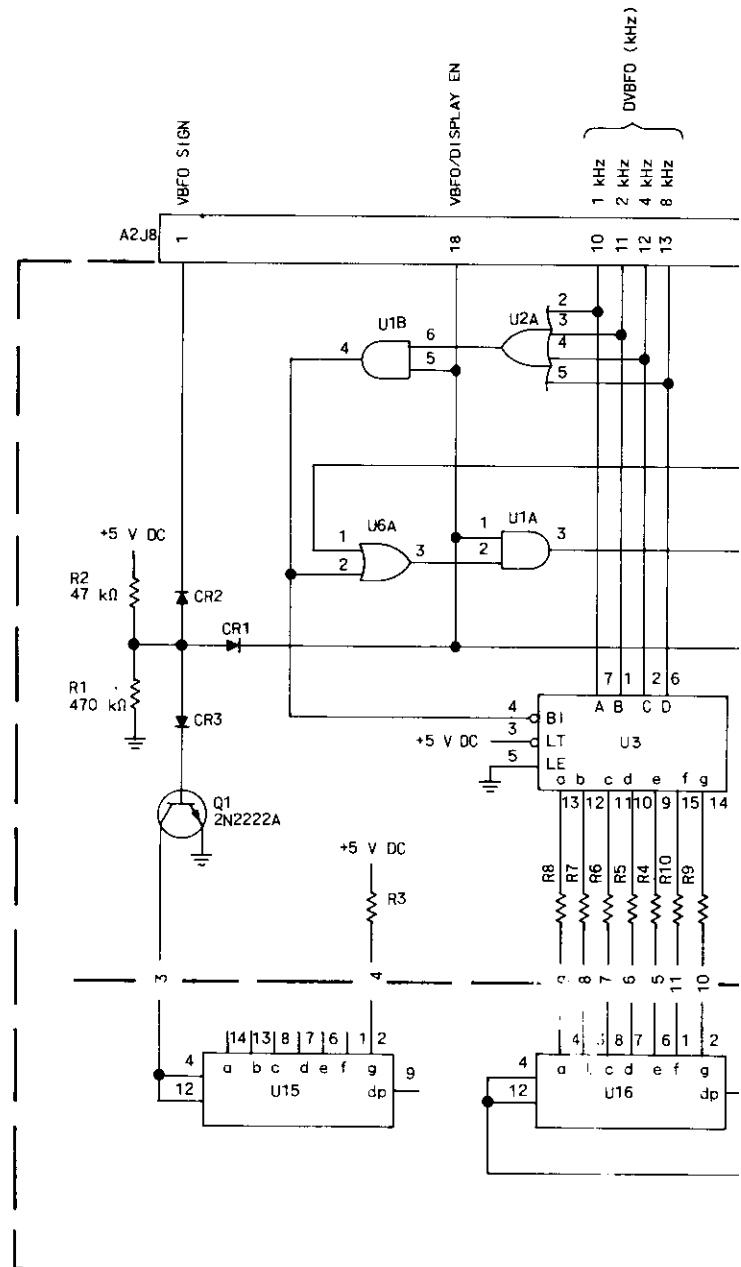 VBFO SIGN
VBFO/DISPLAY EN
DVBFO (kHz)
1 kHz
2 kHz
4 kHz
8 kHz
A2J8
1
18
10
11
12
13
U1B
4
6
5
U2A
2
3
4
5
U6A
1
2
3
U1A
1
2
3
+5 V DC
R2
47 kΩ
CR2
CR1
R1
470 kΩ
CR3
7
1
2
6
A B C D
4
BI
3
LT
+5 V DC
5
LE
U3
a b c d e f g
13 12 11 10 9 15 14
Q1
2N2222A
+5 V DC
R3
R8
R7
R6
R5
R4
R10
R9
3
4
8
7
6
5
11
10
14 13 8 7 6 1 2
4
12
a b c d e f g
U15
dp
9
4 8 7 6 1 2
4
12
a c d e f g
U16
dp